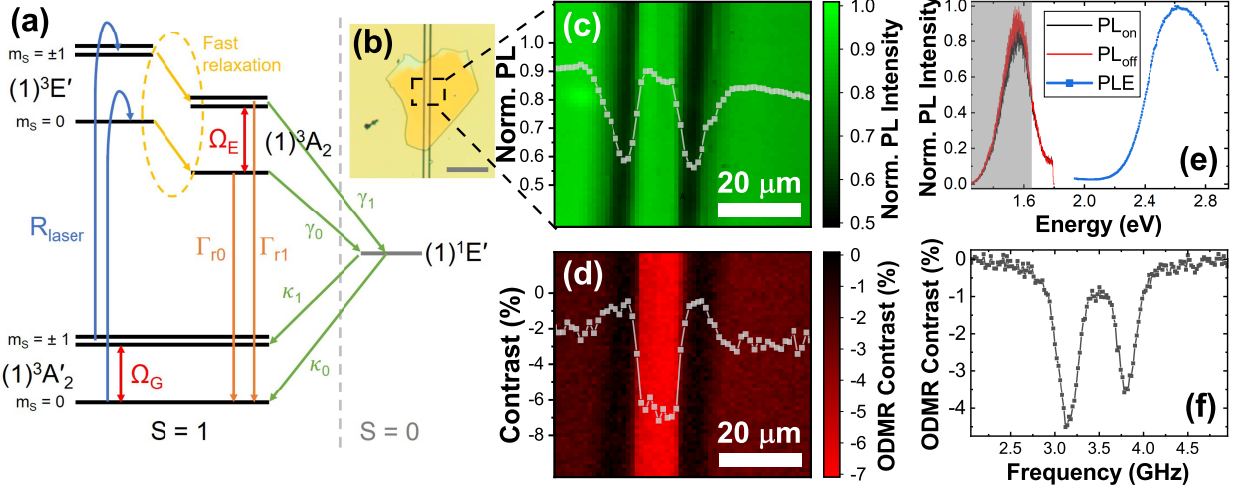 (a)
m_S = ±1
(1)³E′
m_S = 0
Fast
relaxation
Ω_E
(1)³A₂
R_laser
Γ_r0
Γ_r1
γ₁
γ₀
(1)¹E′
κ₁
κ₀
m_S = ± 1
(1)³A′₂
Ω_G
m_S = 0
S = 1
S = 0
(b)
(c)
Norm. PL
1.0
0.9
0.8
0.7
0.6
0.5
20 μm
1.0
0.9
0.8
0.7
0.6
0.5
Norm. PL Intensity
(d)
Contrast (%)
0
-2
-4
-6
-8
20 μm
0
-1
-2
-3
-4
-5
-6
-7
ODMR Contrast (%)
(e)
Norm. PL Intensity
1.0
0.8
0.6
0.4
0.2
0.0
PL_on
PL_off
PLE
1.6
2.0
2.4
2.8
Energy (eV)
(f)
ODMR Contrast (%)
0
-1
-2
-3
-4
2.5
3.0
3.5
4.0
4.5
Frequency (GHz)